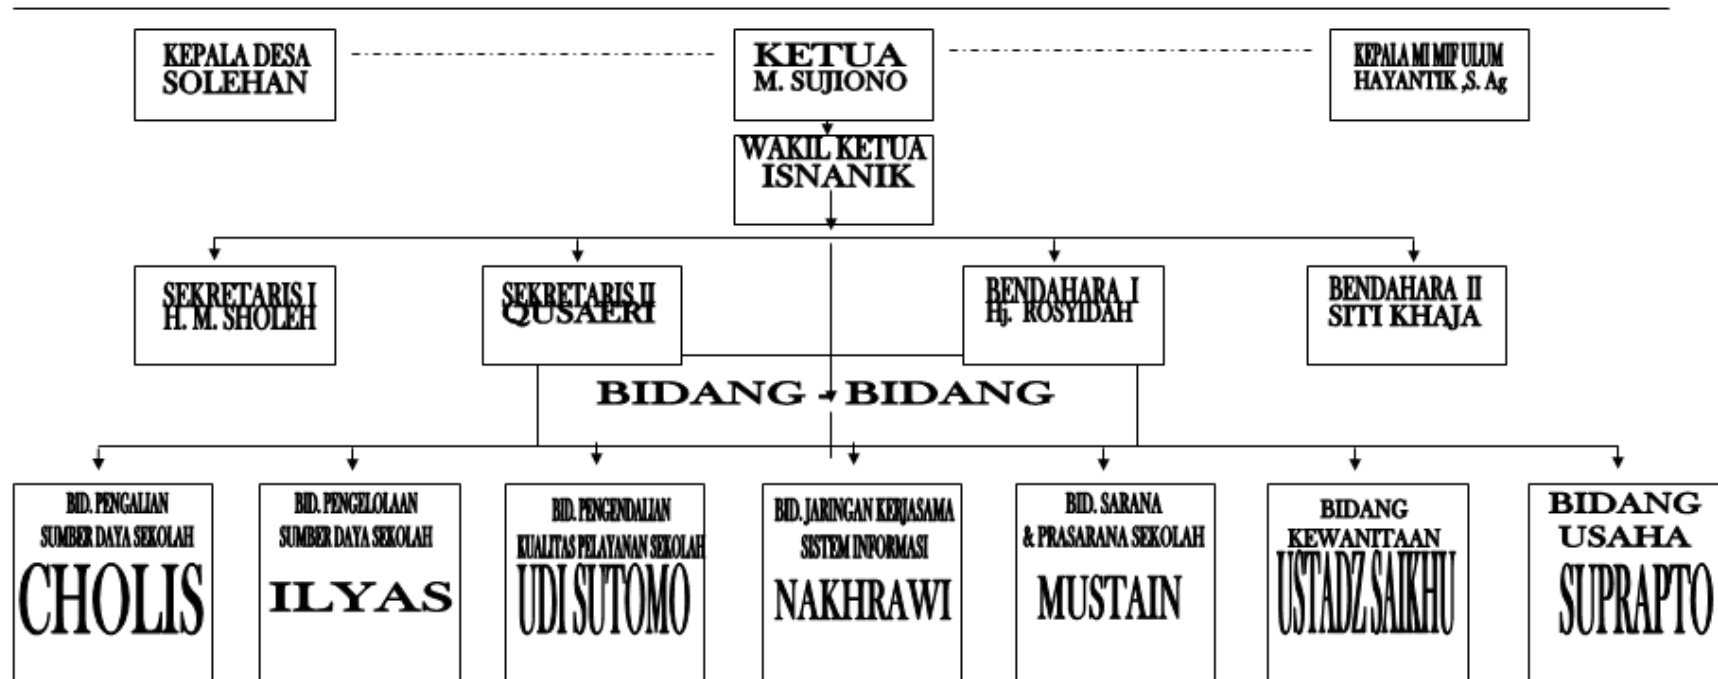 KEPALA DESA
SOLEHAN
KETUA
M. SUJIONO
KEPALA
HAYANTIK ,S. Ag
WAKIL KETUA
ISNANIK
SEKRETARIS I
H. M. SHOLEH
SEKRETARIS II
QUSAERI
BENDAHARA I
Hj. ROSYIDAH
BENDAHARA II
SITI KHAJA
BIDANG - BIDANG
BID. PENGALIAN
SUMBER DAYA SEKOLAH
CHOLIS
BID. PENGELOLAAN
SUMBER DAYA SEKOLAH
ILYAS
BID. PENGENDALIAN
KUALITAS PELAYANAN SEKOLAH
UDI SUTOMO
BID. JARINGAN KERJASAMA
SISTEM INFORMASI
NAKHRAWI
BID. SARANA
& PRASARANA SEKOLAH
MUSTAIN
BIDANG
KEWANITAAN
USTADZ SAIKHU
BIDANG
USAHA
SUPRAPTO